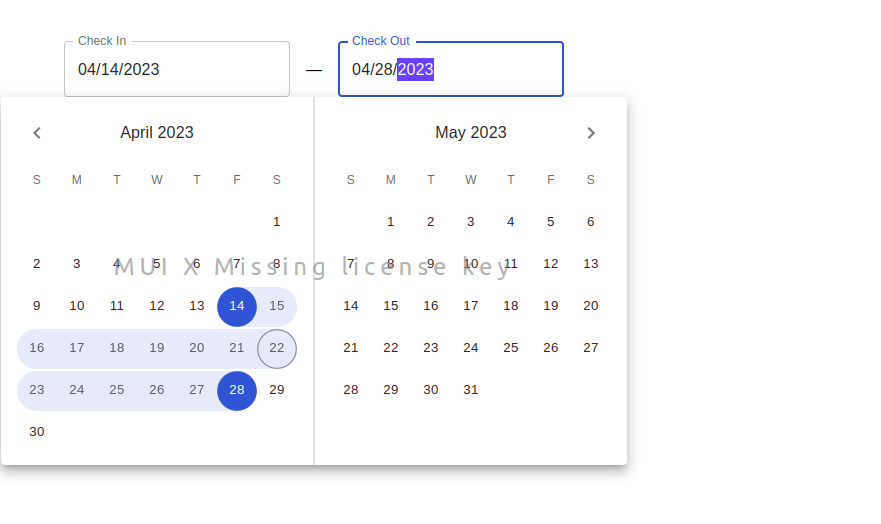 Check In Check Out
04/14/2023 — 04/28/2023
April 2023 May 2023
S M T W T F S S M T W T F S
1 1 2 3 4 5 6
2 3 4 5 6 7 8 7 8 9 10 11 12 13
MUI X Missing license key
9 10 11 12 13 14 15 14 15 16 17 18 19 20
16 17 18 19 20 21 22 21 22 23 24 25 26 27
23 24 25 26 27 28 29 28 29 30 31
30